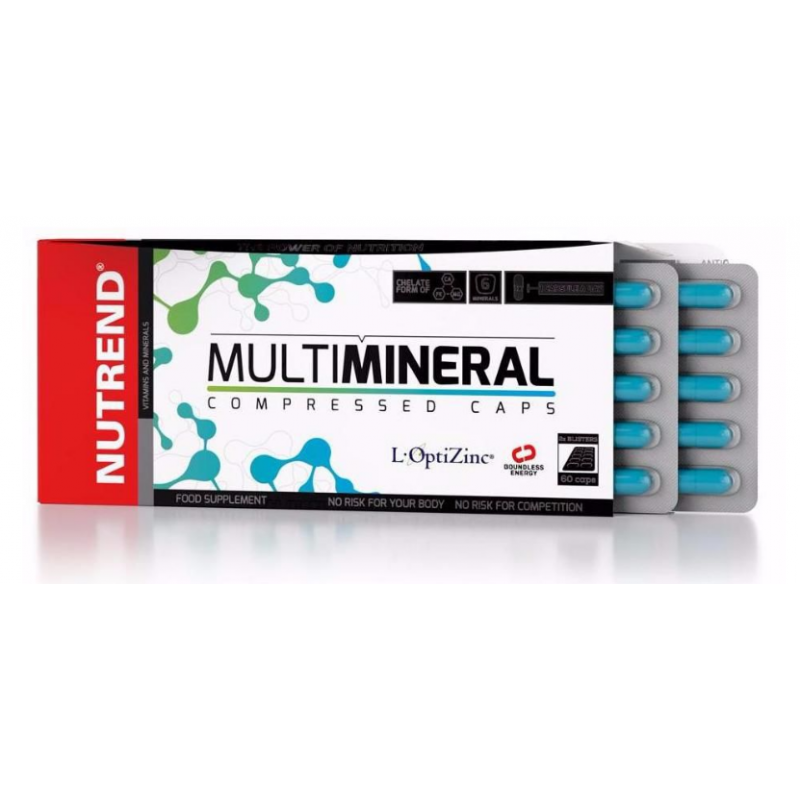 THE POWER OF NUTRITION
NUTREND®
VITAMINS AND MINERALS
CHELATE
FORM OF
6
MINERALS
MULTIMINERAL
COMPRESSED CAPS
L·OptiZinc®
BOUNDLESS
ENERGY
BLISTERS
60 caps
FOOD SUPPLEMENT
NO RISK FOR YOUR BODY
NO RISK FOR COMPETITION